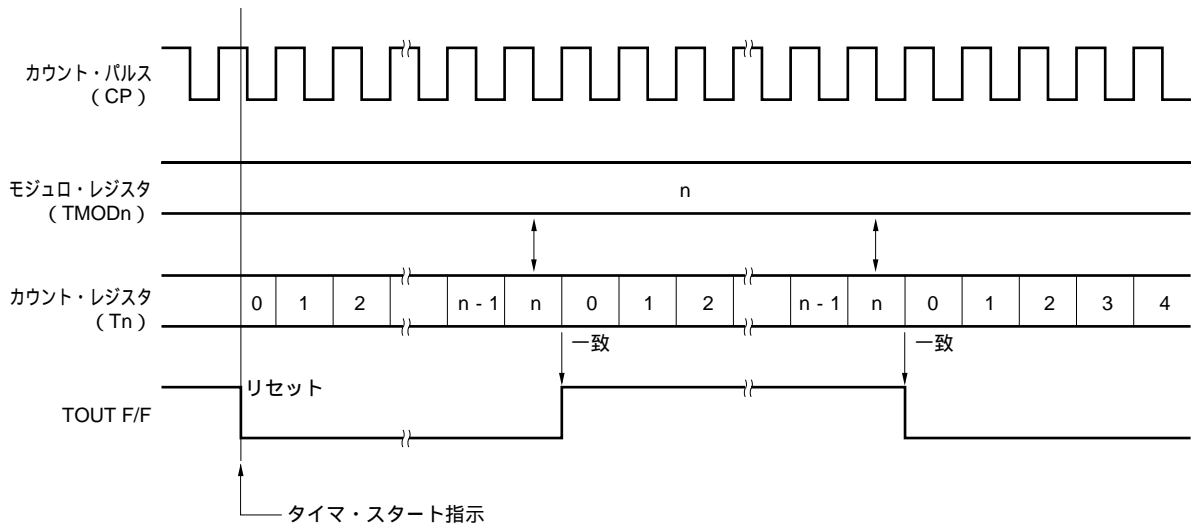 カウント・パルス
( CP )
モジュロ・レジスタ
( TMODn )
n
カウント・レジスタ
( Tn )
0 1 2 n - 1 n 0 1 2 n - 1 n 0 1 2 3 4
一致 一致
リセット
TOUT F/F
タイマ・スタート指示